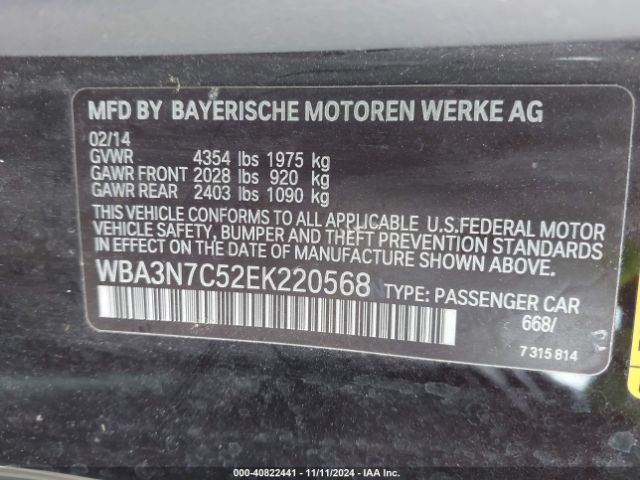 MFD BY BAYERISCHE MOTOREN WERKE AG
02/14
GVWR 4354 lbs 1975 kg
GAWR FRONT 2028 lbs 920 kg
GAWR REAR 2403 lbs 1090 kg
THIS VEHICLE CONFORMS TO ALL APPLICABLE U.S.FEDERAL MOTOR
VEHICLE SAFETY, BUMPER AND THEFT PREVENTION STANDARDS
IN EFFECT ON THE DATE OF MANUFACTURE SHOWN ABOVE.
WBA3N7C52EK220568 TYPE: PASSENGER CAR
668/
7 315 814
000-40822441 - 11/11/2024 - IAA Inc.